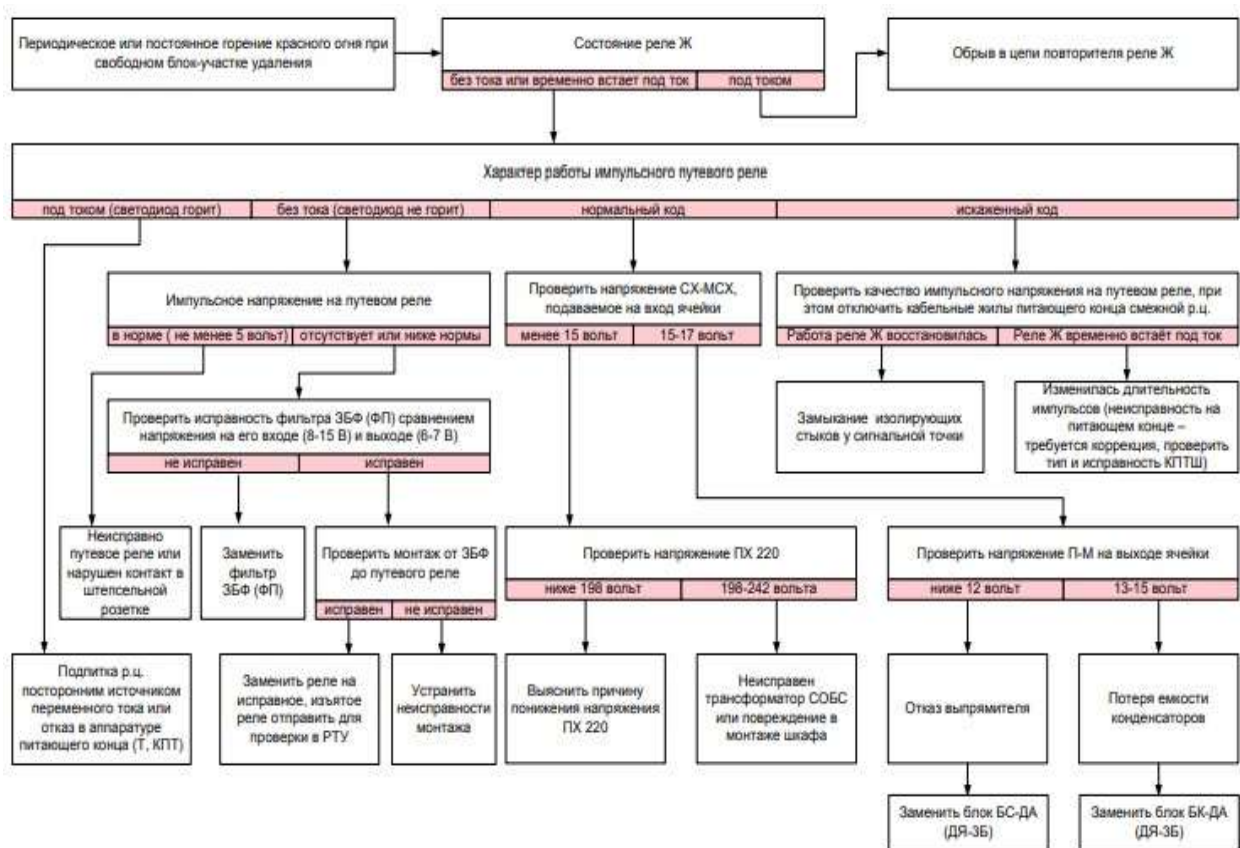 Периодическое или постоянное горение красного огня при
свободном блок-участке удаления
Состояние реле Ж
без тока или временно встает под ток
под током
Обрыв в цепи повторителя реле Ж
Характер работы импульсного путевого реле
под током (светодиод горит)
без тока (светодиод не горит)
нормальный код
искаженный код
Импульсное напряжение на путевом реле
в норме ( не менее 5 вольт)
отсутствует или ниже нормы
Проверить напряжение СХ-МСХ,
подаваемое на вход ячейки
менее 15 вольт
15-17 вольт
Проверить качество импульсного напряжения на путевом реле, при
этом отключить кабельные жилы питающего конца смежной р.ц.
Работа реле Ж восстановилась
Реле Ж временно встаёт под ток
Проверить исправность фильтра ЗБФ (ФП) сравнением
напряжения на его входе (8-15 В) и выходе (6-7 В)
не исправен
исправен
Замыкание изолирующих
стыков у сигнальной точки
Изменилась длительность
импульсов (неисправность на
питающем конце –
требуется коррекция, проверить
тип и исправность КПТШ)
Неисправно
путевое реле или
нарушен контакт в
штепсельной
розетке
Заменить
фильтр
ЗБФ (ФП)
Проверить монтаж от ЗБФ
до путевого реле
исправен
не исправен
Проверить напряжение ПХ 220
ниже 198 вольт
198-242 вольта
Проверить напряжение П-М на выходе ячейки
ниже 12 вольт
13-15 вольт
Подпитка р.ц.
посторонним источником
переменного тока или
отказ в аппаратуре
питающего конца (Т, КПТ)
Заменить реле на
исправное, изъятое
реле отправить для
проверки в РТУ
Устранить
неисправности
монтажа
Выяснить причину
понижения напряжения
ПХ 220
Неисправен
трансформатор СОБС
или повреждение в
монтаже шкафа
Отказ выпрямителя
Потеря емкости
конденсаторов
Заменить блок БС-ДА
(ДЯ-3Б)
Заменить блок БК-ДА
(ДЯ-3Б)